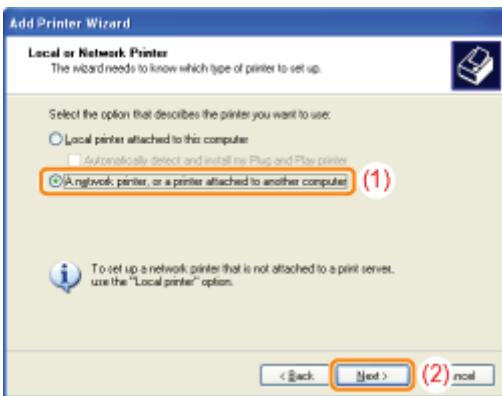 Add Printer Wizard
Local or Network Printer
The wizard needs to know which type of printer to set up.
Select the option that describes the printer you want to use:
Local printer attached to this computer
Automatically detect and install my Plug and Play printer
A network printer, or a printer attached to another computer
(1)
To set up a network printer that is not attached to a print server,
use the "Local printer" option.
< Back
Next >
(2)
ncel